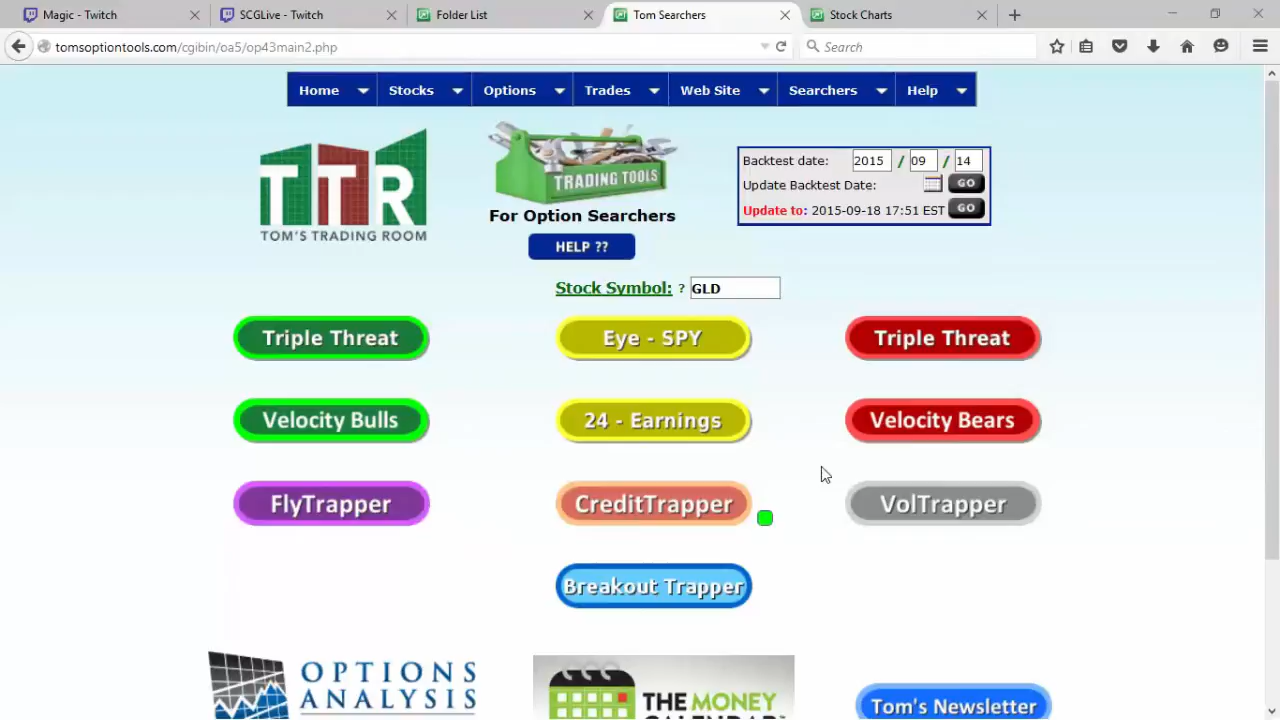 Magic - Twitch
SCGLive - Twitch
Folder List
Tom Searchers
Stock Charts
tomsoptiontools.com/cgibin/oa5/op43main2.php
Search
Home
Stocks
Options
Trades
Web Site
Searchers
Help
TTR
TOM'S TRADING ROOM
TRADING TOOLS
For Option Searchers
HELP ??
Backtest date: 2015 / 09 / 14
Update Backtest Date: GO
Update to: 2015-09-18 17:51 EST GO
Stock Symbol: ? GLD
Triple Threat
Eye - SPY
Triple Threat
Velocity Bulls
24 - Earnings
Velocity Bears
FlyTrapper
CreditTrapper
VolTrapper
Breakout Trapper
OPTIONS
ANALYSIS
THE MONEY
CALENDAR
Tom's Newsletter